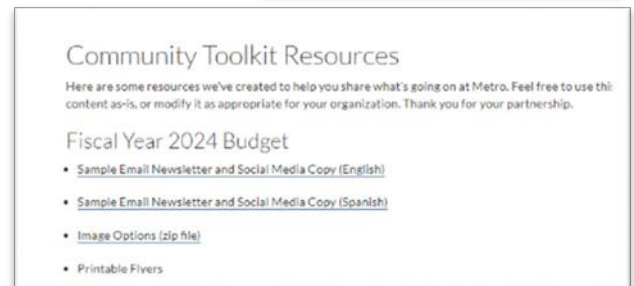 Community Toolkit Resources
Here are some resources we've created to help you share what's going on at Metro. Feel free to use
content as-is, or modify it as appropriate for your organization. Thank you for your partnership.
Fiscal Year 2024 Budget
• Sample Email Newsletter and Social Media Copy (English)
• Sample Email Newsletter and Social Media Copy (Spanish)
• Image Options (zip file)
• Printable Flyers